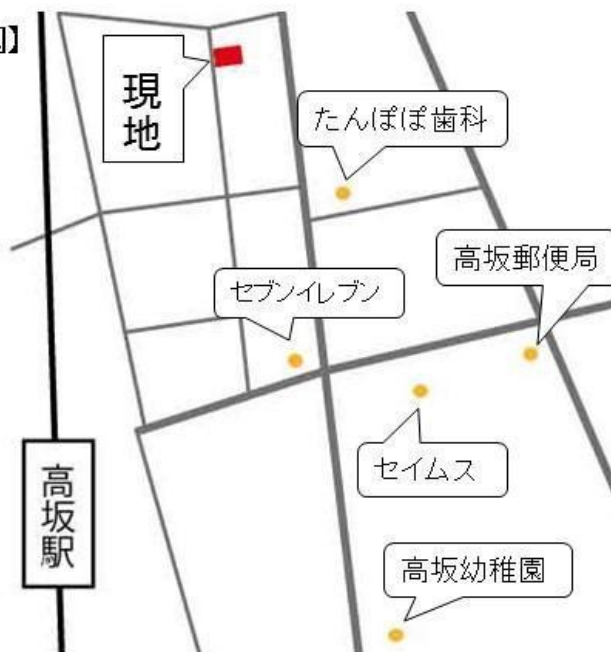 】
現地
たんぽぽ歯科
高坂郵便局
セブンイレブン
セイムス
高坂駅
高坂幼稚園